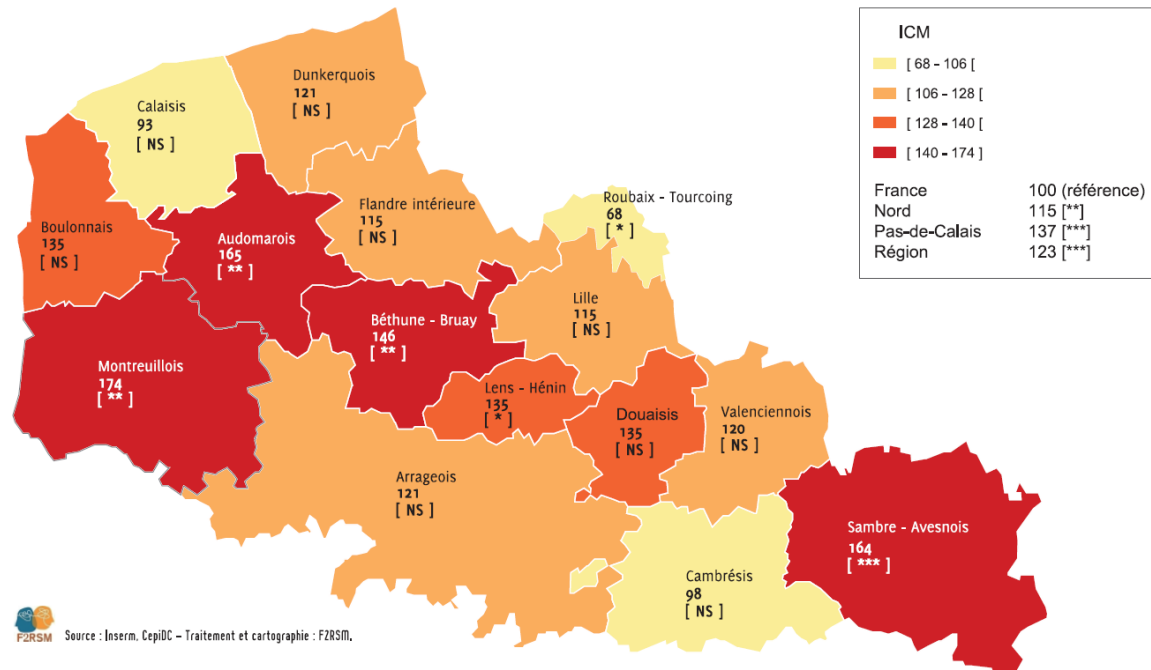 Dunkerquois
121
[ NS ]
Calaisis
93
[ NS ]
Boulonnais
135
[ NS ]
Audomarois
165
[ ** ]
Flandre intérieure
115
[ NS ]
Roubaix - Tourcoing
68
[ * ]
Lille
115
[ NS ]
Béthune - Bruay
146
[ ** ]
Montreuillois
174
[ ** ]
Lens - Hénin
135
[ * ]
Douaisis
135
[ NS ]
Valenciennois
120
[ NS ]
Arrageois
121
[ NS ]
Cambrésis
98
[ NS ]
Sambre - Avesnois
164
[ *** ]
ICM
[ 68 - 106 [
[ 106 - 128 [
[ 128 - 140 [
[ 140 - 174 ]
France 100 (référence)
Nord 115 [**]
Pas-de-Calais 137 [***]
Région 123 [***]
F2RSM
Source : Inserm, CepiDC – Traitement et cartographie : F2RSM.